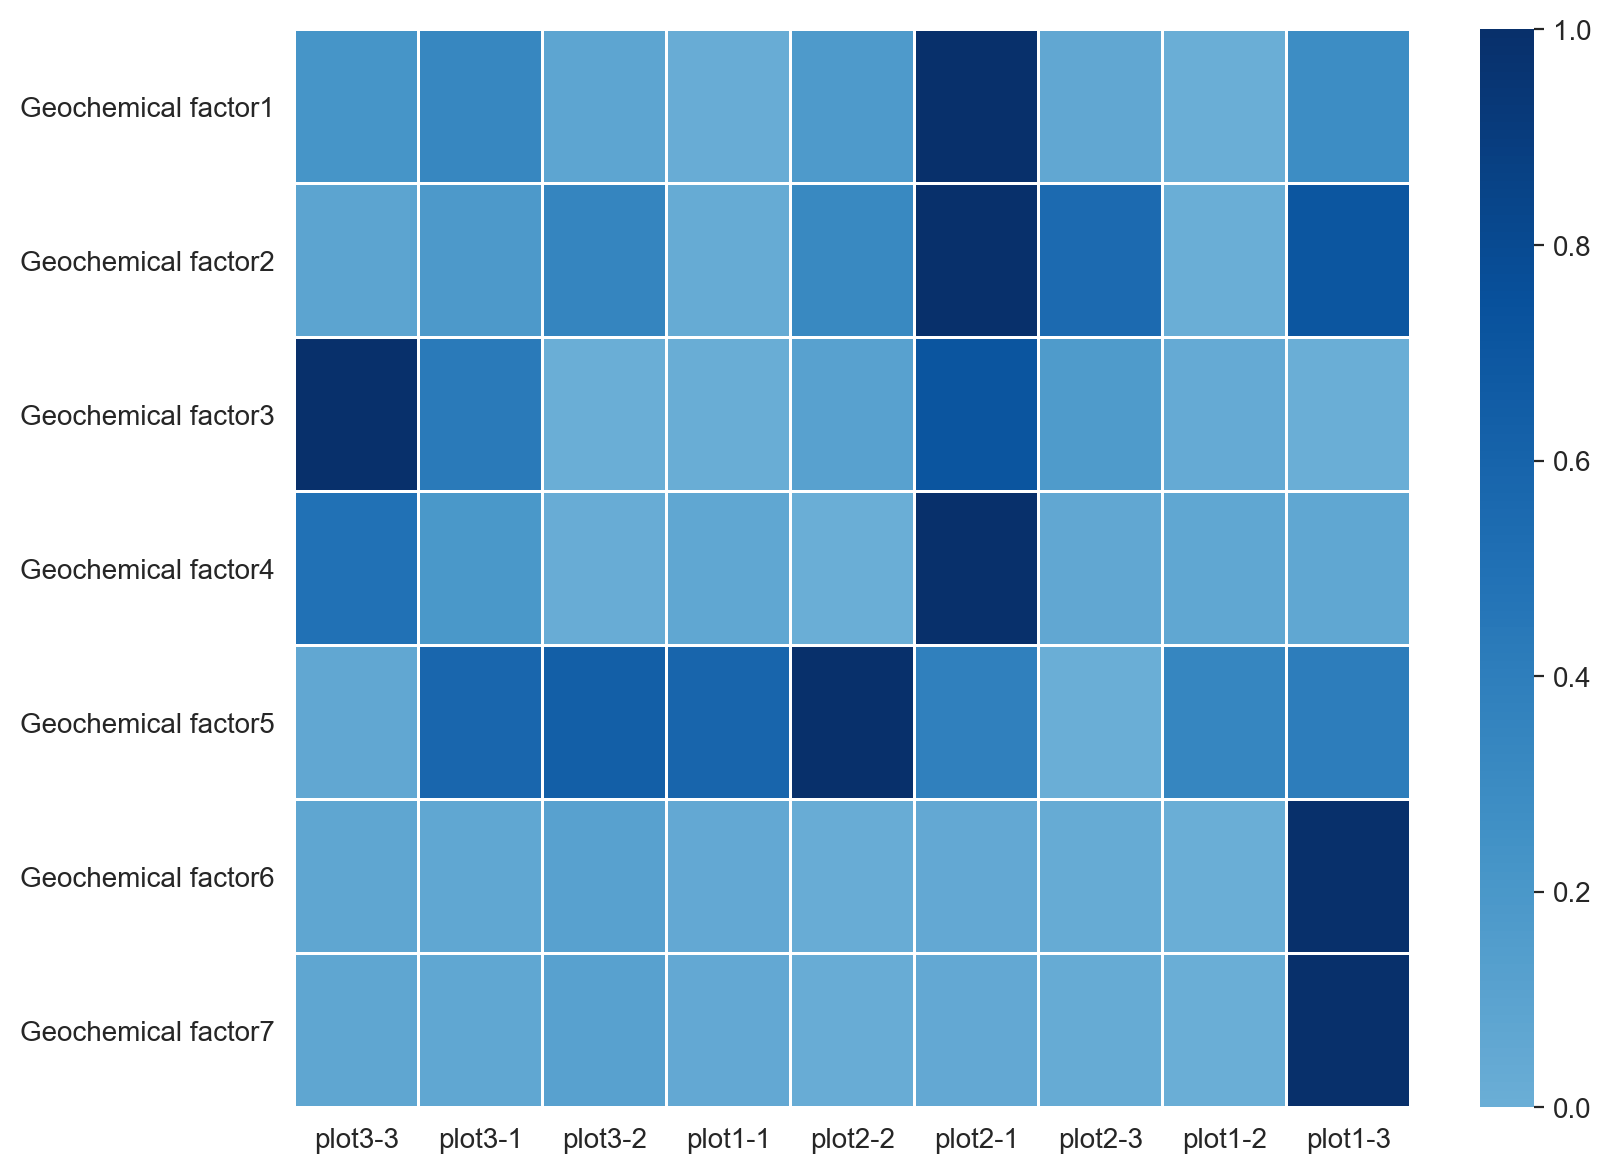 Geochemical factor1
Geochemical factor2
Geochemical factor3
Geochemical factor4
Geochemical factor5
Geochemical factor6
Geochemical factor7
plot3-3 plot3-1 plot3-2 plot1-1 plot2-2 plot2-1 plot2-3 plot1-2 plot1-3
1.0
0.8
0.6
0.4
0.2
0.0